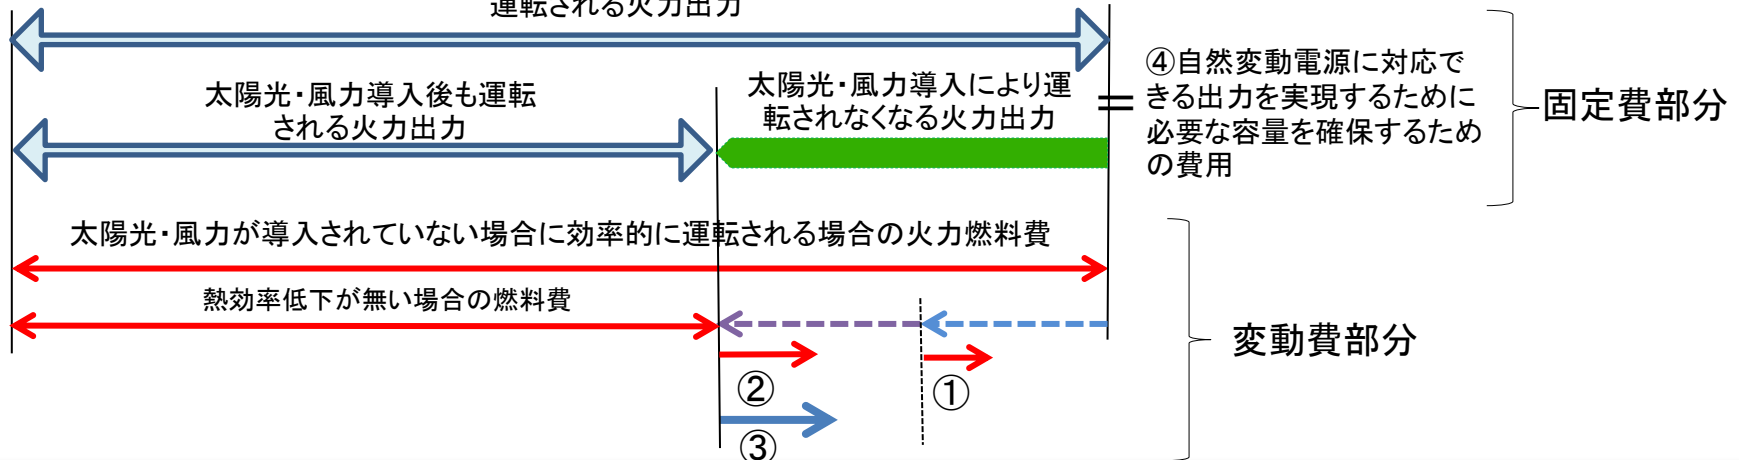 運転される火力出力
太陽光・風力導入後も運転
される火力出力
太陽光・風力導入により運
転されなくなる火力出力
④自然変動電源に対応で
きる出力を実現するために
必要な容量を確保するため
の費用
固定費部分
太陽光・風力が導入されていない場合に効率的に運転される場合の火力燃料費
熱効率低下が無い場合の燃料費
変動費部分
②
①
③